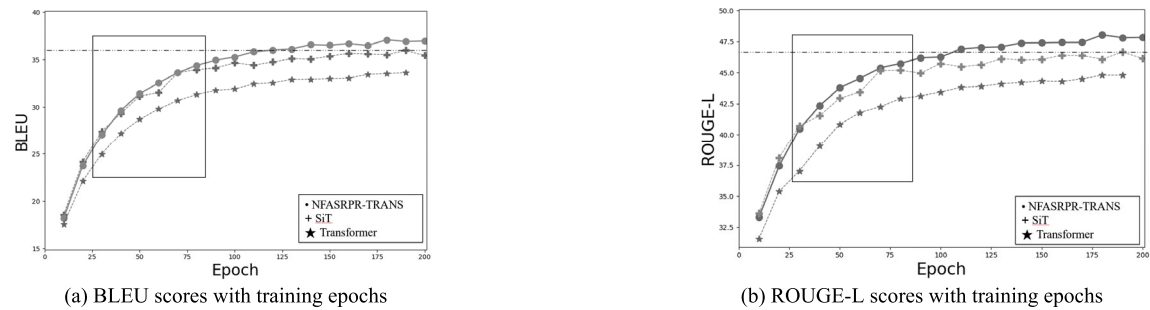 40
35
30
25
20
15
BLEU
0 25 50 75 100 125 150 175 200
Epoch
NFASRPR-TRANS
SiT
Transformer
(a) BLEU scores with training epochs
50.0
47.5
45.0
42.5
40.0
37.5
35.0
32.5
ROUGE-L
0 25 50 75 100 125 150 175 200
Epoch
NFASRPR-TRANS
SiT
Transformer
(b) ROUGE-L scores with training epochs